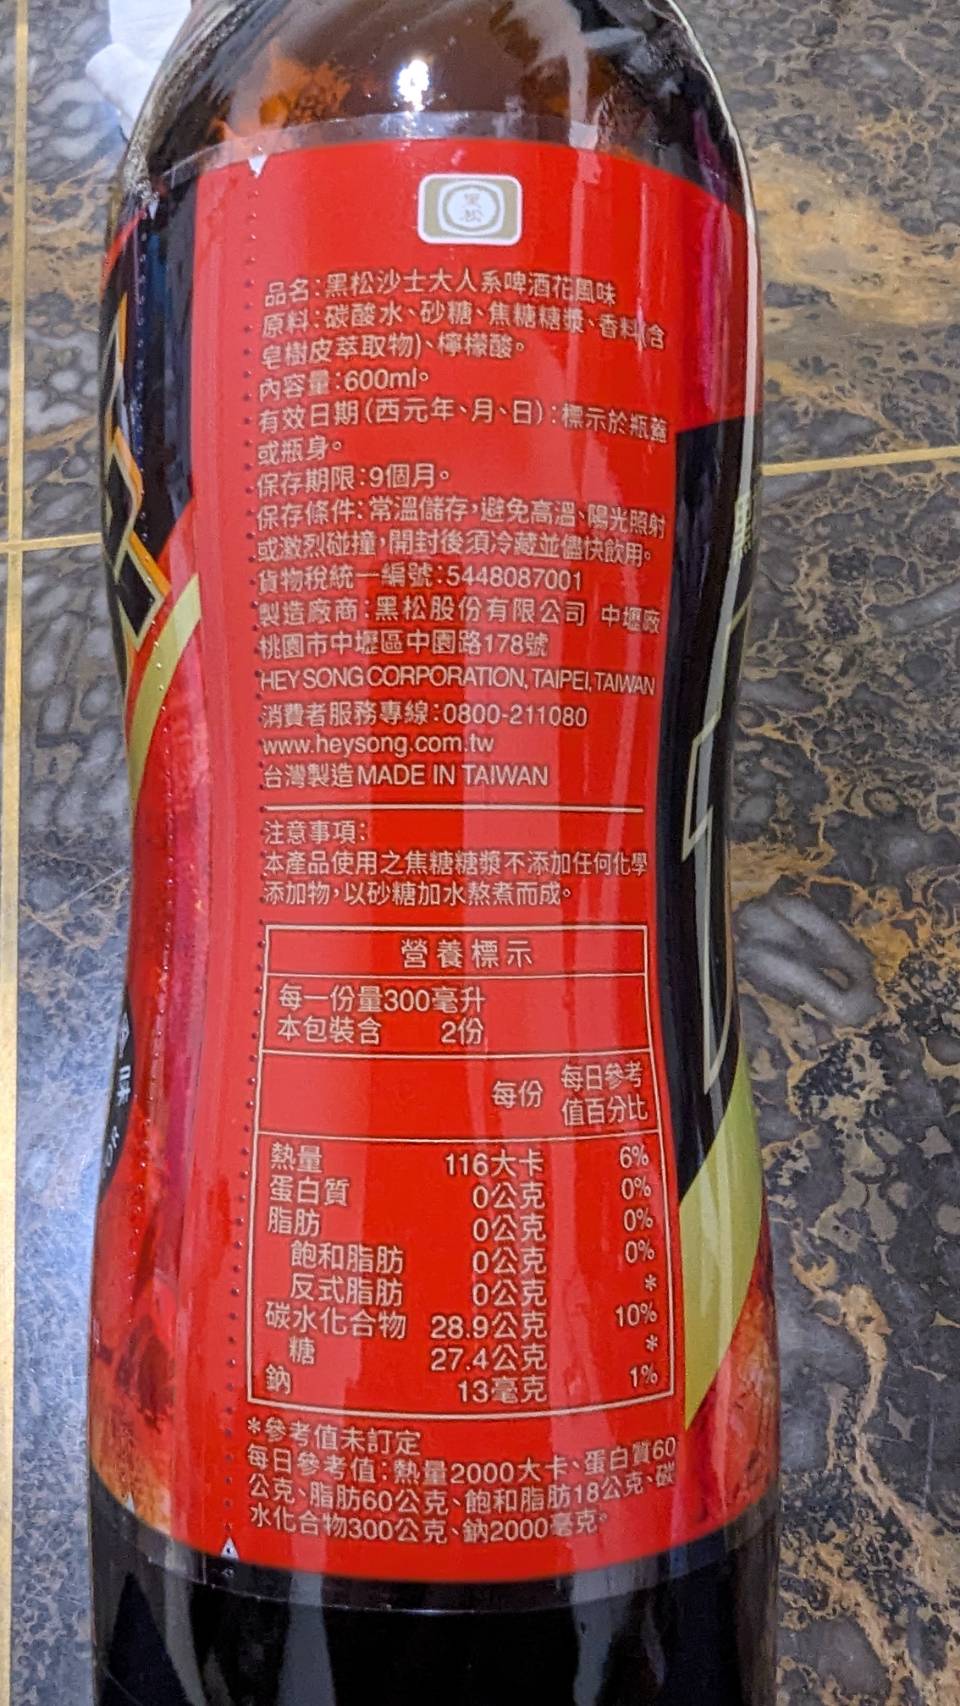 黑松
品名:黑松沙士大人系啤酒花風味
原料:碳酸水、砂糖、焦糖糖漿、香料(含
皂樹皮萃取物)、檸檬酸。
內容量:600ml。
有效日期(西元年、月、日):標示於瓶蓋
或瓶身。
保存期限:9個月。
保存條件:常溫儲存,避免高溫、陽光照射
或激烈碰撞,開封後須冷藏並儘快飲用。
貨物稅統一編號:5448087001
製造廠商:黑松股份有限公司 中壢廠
桃園市中壢區中園路178號
HEY SONG CORPORATION, TAIPEI, TAIWAN
消費者服務專線:0800-211080
www.heysong.com.tw
台灣製造 MADE IN TAIWAN
注意事項:
本產品使用之焦糖糖漿不添加任何化學
添加物,以砂糖加水熬煮而成。
營養標示
每一份量300毫升
本包裝含 2份
每份 每日參考
值百分比
熱量 116大卡 6%
蛋白質 0公克 0%
脂肪 0公克 0%
飽和脂肪 0公克 0%
反式脂肪 0公克 *
碳水化合物 28.9公克 10%
糖 27.4公克 *
鈉 13毫克 1%
*參考值未訂定
每日參考值:熱量2000大卡、蛋白質60
公克、脂肪60公克、飽和脂肪18公克、碳
水化合物300公克、鈉2000毫克。
味